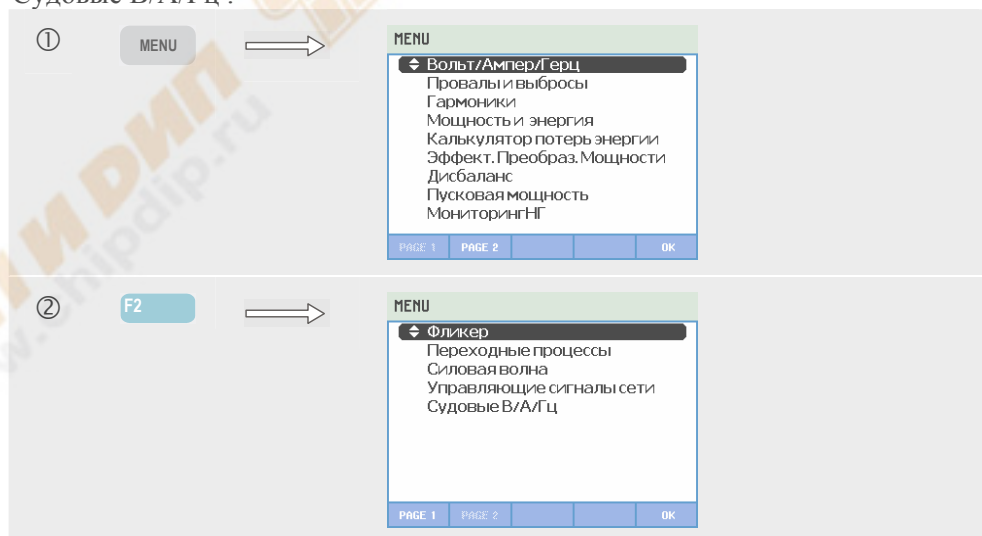 Судовые В/А/Гц .
① MENU MENU
Вольт/Ампер/Герц
Провалы и выбросы
Гармоники
Мощность и энергия
Калькулятор потерь энергии
Эффект. Преобраз. Мощности
Дисбаланс
Пусковая мощность
МониторингНГ
PAGE 1 PAGE 2 OK
② F2 MENU
Фликер
Переходные процессы
Силовая волна
Управляющие сигналы сети
Судовые В/А/Гц
PAGE 1 PAGE 2 OK
И ДИП
www.chipdip.ru